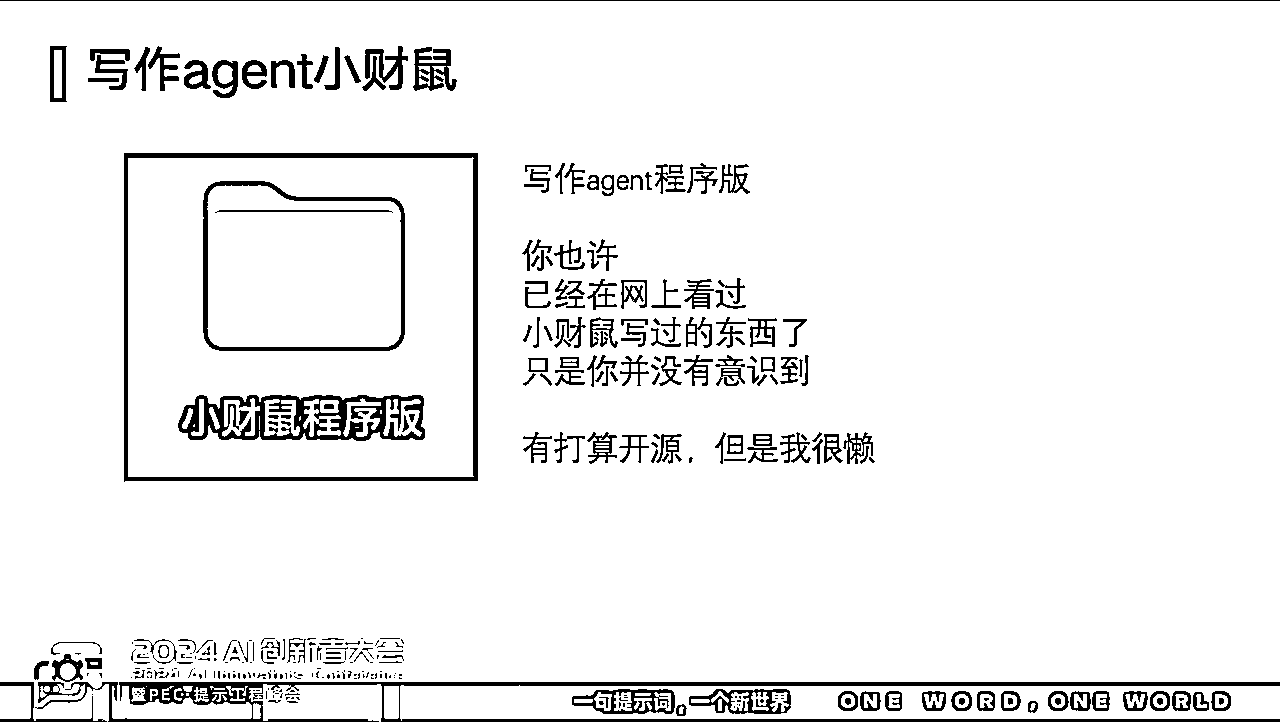 写作agent小财鼠
小财鼠程序版
写作agent程序版
你也许
已经在网上看过
小财鼠写过的东西了
只是你并没有意识到
有打算开源，但是我很懒
2024 AI 创新者大会
2024 AI Innovation Conference
暨PEC·提示工程峰会
一句提示词。一个新世界
ONE WORD。ONE WORLD